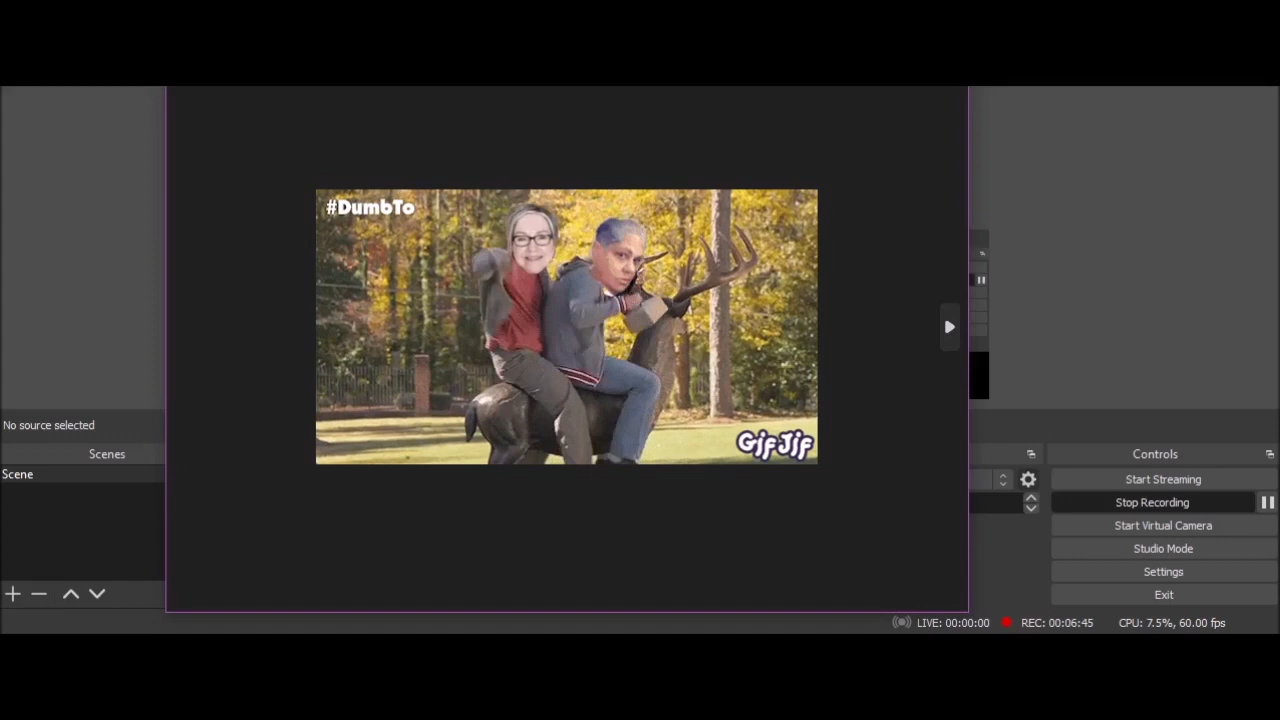 #DumbTo
GifJif
No source selected
Scenes
Controls
Scene
Start Streaming
Stop Recording
Start Virtual Camera
Studio Mode
Settings
Exit
LIVE: 00:00:00
REC: 00:06:45
CPU: 7.5%, 60.00 fps